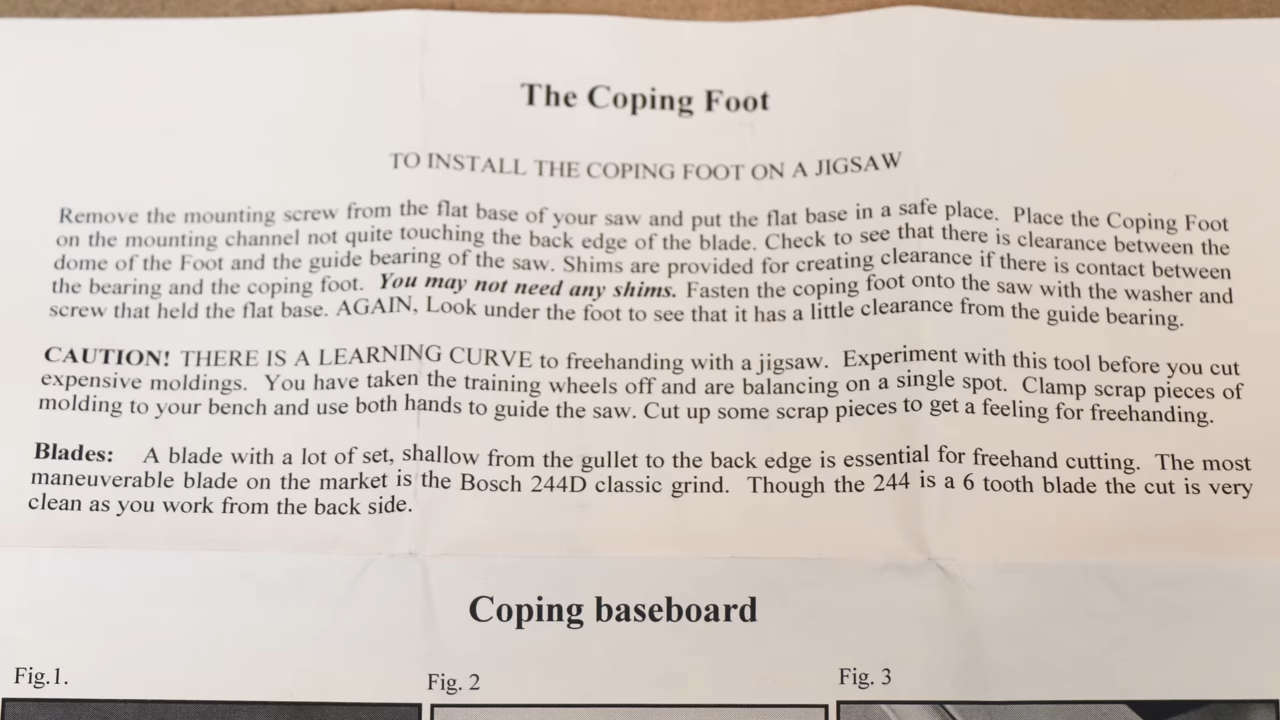 The Coping Foot
TO INSTALL THE COPING FOOT ON A JIGSAW
Remove the mounting screw from the flat base of your saw and put the flat base in a safe place. Place the Coping Foot
on the mounting channel not quite touching the back edge of the blade. Check to see that there is clearance between the
dome of the Foot and the guide bearing of the saw. Shims are provided for creating clearance if there is contact between
the bearing and the coping foot. You may not need any shims. Fasten the coping foot onto the saw with the washer and
screw that held the flat base. AGAIN, Look under the foot to see that it has a little clearance from the guide bearing.
CAUTION! THERE IS A LEARNING CURVE to freehanding with a jigsaw. Experiment with this tool before you cut
expensive moldings. You have taken the training wheels off and are balancing on a single spot. Clamp scrap pieces of
molding to your bench and use both hands to guide the saw. Cut up some scrap pieces to get a feeling for freehanding.
Blades: A blade with a lot of set, shallow from the gullet to the back edge is essential for freehand cutting. The most
maneuverable blade on the market is the Bosch 244D classic grind. Though the 244 is a 6 tooth blade the cut is very
clean as you work from the back side.
Coping baseboard
Fig.1.
Fig. 2
Fig. 3